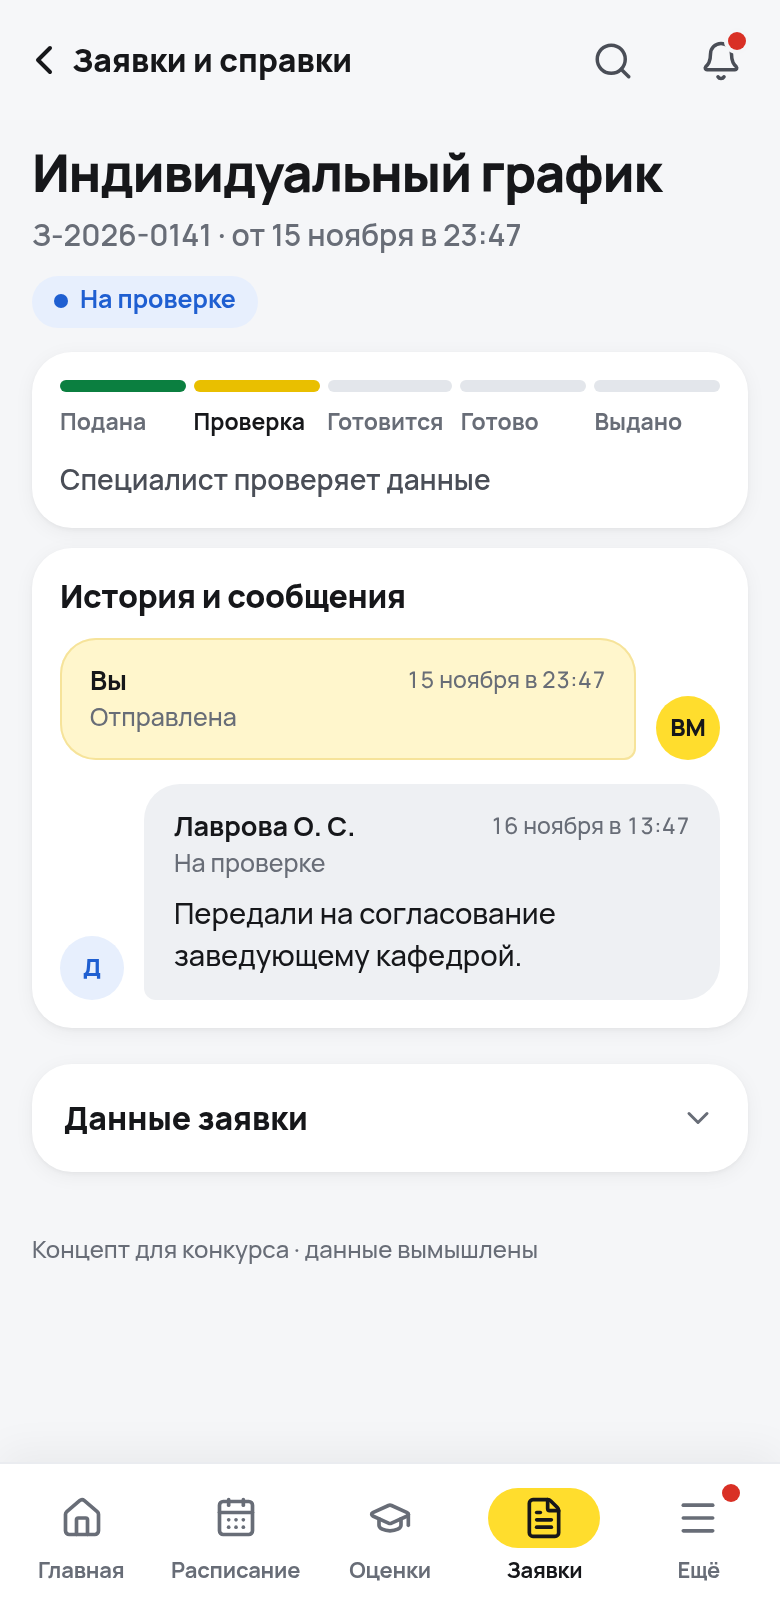 Заявки и справки
Индивидуальный график
З-2026-0141 · от 15 ноября в 23:47
На проверке
Подана Проверка Готовится Готово Выдано
Специалист проверяет данные
История и сообщения
Вы 15 ноября в 23:47
Отправлена
ВМ
Лаврова О. С. 16 ноября в 13:47
На проверке
Передали на согласование
заведующему кафедрой.
Д
Данные заявки
Концепт для конкурса · данные вымышлены
Главная Расписание Оценки Заявки Ещё